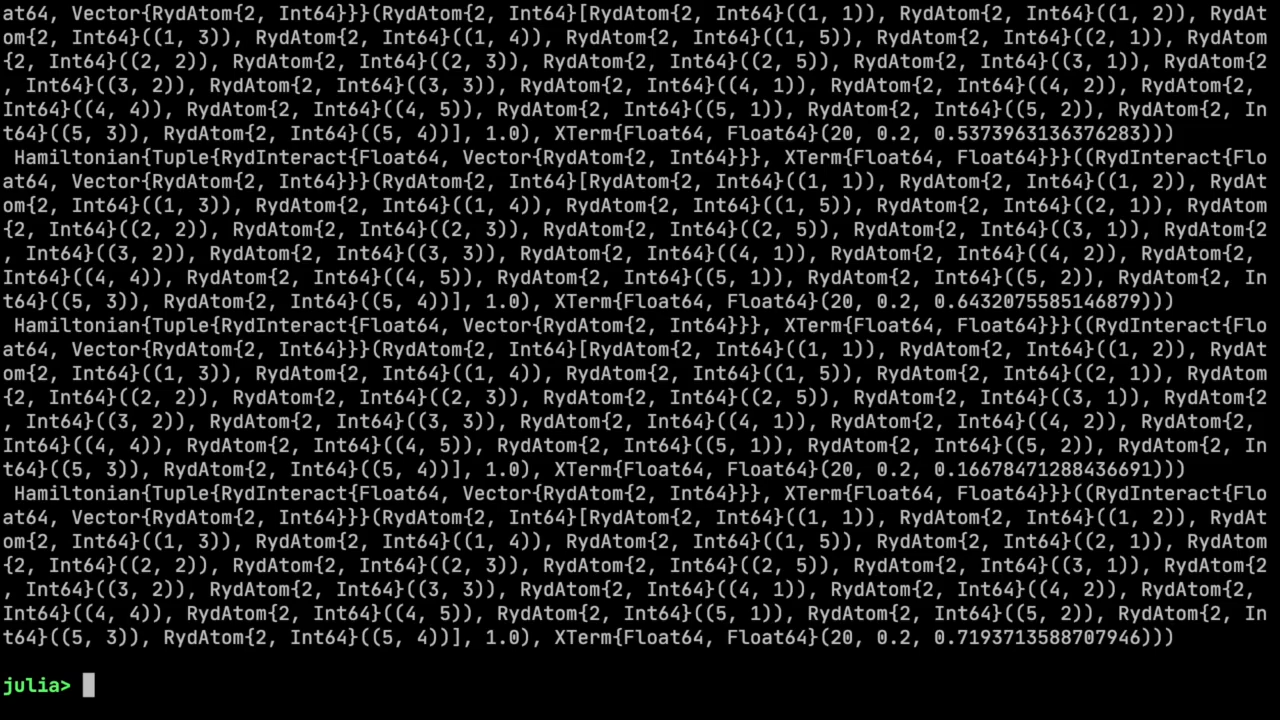 at64, Vector{RydAtom{2, Int64}}}(RydAtom{2, Int64}[RydAtom{2, Int64}((1, 1)), RydAtom{2, Int64}((1, 2)), RydAt
om{2, Int64}((1, 3)), RydAtom{2, Int64}((1, 4)), RydAtom{2, Int64}((1, 5)), RydAtom{2, Int64}((2, 1)), RydAtom
{2, Int64}((2, 2)), RydAtom{2, Int64}((2, 3)), RydAtom{2, Int64}((2, 5)), RydAtom{2, Int64}((3, 1)), RydAtom{2
, Int64}((3, 2)), RydAtom{2, Int64}((3, 3)), RydAtom{2, Int64}((4, 1)), RydAtom{2, Int64}((4, 2)), RydAtom{2,
Int64}((4, 4)), RydAtom{2, Int64}((4, 5)), RydAtom{2, Int64}((5, 1)), RydAtom{2, Int64}((5, 2)), RydAtom{2, In
t64}((5, 3)), RydAtom{2, Int64}((5, 4))], 1.0), XTerm{Float64, Float64}(20, 0.2, 0.5373963136376283)))
Hamiltonian{Tuple{RydInteract{Float64, Vector{RydAtom{2, Int64}}}, XTerm{Float64, Float64}}}((RydInteract{Flo
at64, Vector{RydAtom{2, Int64}}}(RydAtom{2, Int64}[RydAtom{2, Int64}((1, 1)), RydAtom{2, Int64}((1, 2)), RydAt
om{2, Int64}((1, 3)), RydAtom{2, Int64}((1, 4)), RydAtom{2, Int64}((1, 5)), RydAtom{2, Int64}((2, 1)), RydAtom
{2, Int64}((2, 2)), RydAtom{2, Int64}((2, 3)), RydAtom{2, Int64}((2, 5)), RydAtom{2, Int64}((3, 1)), RydAtom{2
, Int64}((3, 2)), RydAtom{2, Int64}((3, 3)), RydAtom{2, Int64}((4, 1)), RydAtom{2, Int64}((4, 2)), RydAtom{2,
Int64}((4, 4)), RydAtom{2, Int64}((4, 5)), RydAtom{2, Int64}((5, 1)), RydAtom{2, Int64}((5, 2)), RydAtom{2, In
t64}((5, 3)), RydAtom{2, Int64}((5, 4))], 1.0), XTerm{Float64, Float64}(20, 0.2, 0.6432075585146879)))
Hamiltonian{Tuple{RydInteract{Float64, Vector{RydAtom{2, Int64}}}, XTerm{Float64, Float64}}}((RydInteract{Flo
at64, Vector{RydAtom{2, Int64}}}(RydAtom{2, Int64}[RydAtom{2, Int64}((1, 1)), RydAtom{2, Int64}((1, 2)), RydAt
om{2, Int64}((1, 3)), RydAtom{2, Int64}((1, 4)), RydAtom{2, Int64}((1, 5)), RydAtom{2, Int64}((2, 1)), RydAtom
{2, Int64}((2, 2)), RydAtom{2, Int64}((2, 3)), RydAtom{2, Int64}((2, 5)), RydAtom{2, Int64}((3, 1)), RydAtom{2
, Int64}((3, 2)), RydAtom{2, Int64}((3, 3)), RydAtom{2, Int64}((4, 1)), RydAtom{2, Int64}((4, 2)), RydAtom{2,
Int64}((4, 4)), RydAtom{2, Int64}((4, 5)), RydAtom{2, Int64}((5, 1)), RydAtom{2, Int64}((5, 2)), RydAtom{2, In
t64}((5, 3)), RydAtom{2, Int64}((5, 4))], 1.0), XTerm{Float64, Float64}(20, 0.2, 0.16678471288436691)))
Hamiltonian{Tuple{RydInteract{Float64, Vector{RydAtom{2, Int64}}}, XTerm{Float64, Float64}}}((RydInteract{Flo
at64, Vector{RydAtom{2, Int64}}}(RydAtom{2, Int64}[RydAtom{2, Int64}((1, 1)), RydAtom{2, Int64}((1, 2)), RydAt
om{2, Int64}((1, 3)), RydAtom{2, Int64}((1, 4)), RydAtom{2, Int64}((1, 5)), RydAtom{2, Int64}((2, 1)), RydAtom
{2, Int64}((2, 2)), RydAtom{2, Int64}((2, 3)), RydAtom{2, Int64}((2, 5)), RydAtom{2, Int64}((3, 1)), RydAtom{2
, Int64}((3, 2)), RydAtom{2, Int64}((3, 3)), RydAtom{2, Int64}((4, 1)), RydAtom{2, Int64}((4, 2)), RydAtom{2,
Int64}((4, 4)), RydAtom{2, Int64}((4, 5)), RydAtom{2, Int64}((5, 1)), RydAtom{2, Int64}((5, 2)), RydAtom{2, In
t64}((5, 3)), RydAtom{2, Int64}((5, 4))], 1.0), XTerm{Float64, Float64}(20, 0.2, 0.7193713588707946)))
julia>